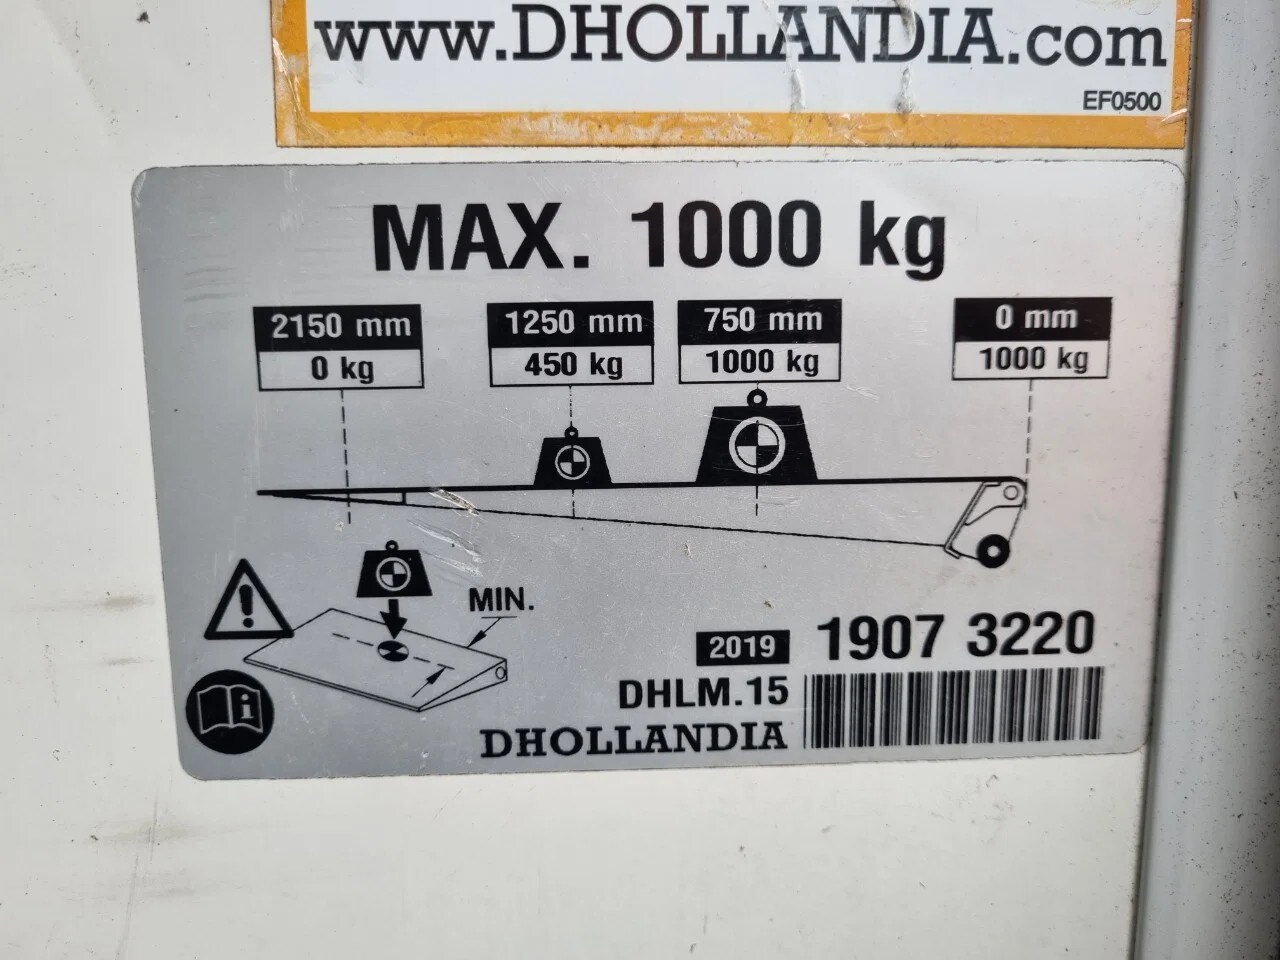 www.DHOLLANDIA.com
EF0500
MAX. 1000 kg
2150 mm
0 kg
1250 mm
450 kg
750 mm
1000 kg
0 mm
1000 kg
MIN.
2019
1907 3220
DHLM.15
DHOLLANDIA